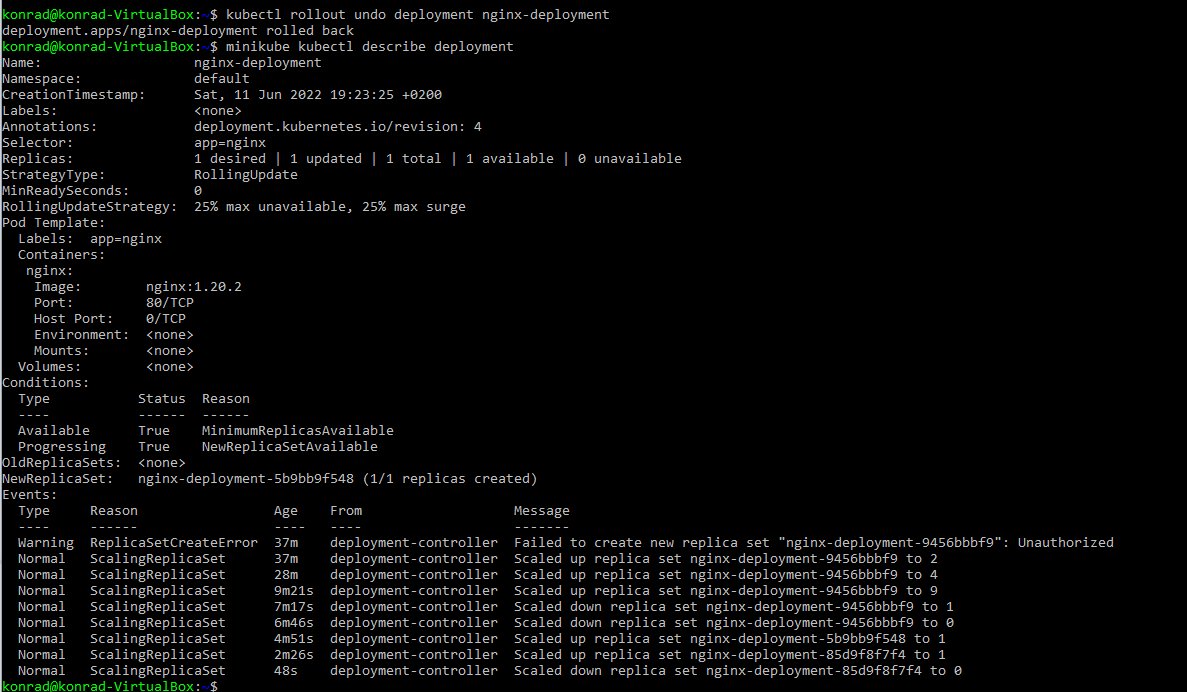 konrad@konrad-VirtualBox:~$ kubectl rollout undo deployment nginx-deployment
deployment.apps/nginx-deployment rolled back
konrad@konrad-VirtualBox:~$ minikube kubectl describe deployment
Name:                   nginx-deployment
Namespace:              default
CreationTimestamp:      Sat, 11 Jun 2022 19:23:25 +0200
Labels:                 <none>
Annotations:            deployment.kubernetes.io/revision: 4
Selector:               app=nginx
Replicas:               1 desired | 1 updated | 1 total | 1 available | 0 unavailable
StrategyType:           RollingUpdate
MinReadySeconds:        0
RollingUpdateStrategy:  25% max unavailable, 25% max surge
Pod Template:
  Labels:  app=nginx
  Containers:
   nginx:
    Image:        nginx:1.20.2
    Port:         80/TCP
    Host Port:    0/TCP
    Environment:  <none>
    Mounts:       <none>
  Volumes:        <none>
Conditions:
  Type           Status  Reason
  ----           ------  ------
  Available      True    MinimumReplicasAvailable
  Progressing    True    NewReplicaSetAvailable
OldReplicaSets:  <none>
NewReplicaSet:   nginx-deployment-5b9bb9f548 (1/1 replicas created)
Events:
  Type     Reason                 Age    From                   Message
  ----     ------                 ----   ----                   -------
  Warning  ReplicaSetCreateError  37m    deployment-controller  Failed to create new replica set "nginx-deployment-9456bbbf9": Unauthorized
  Normal   ScalingReplicaSet      37m    deployment-controller  Scaled up replica set nginx-deployment-9456bbbf9 to 2
  Normal   ScalingReplicaSet      28m    deployment-controller  Scaled up replica set nginx-deployment-9456bbbf9 to 4
  Normal   ScalingReplicaSet      9m21s  deployment-controller  Scaled up replica set nginx-deployment-9456bbbf9 to 9
  Normal   ScalingReplicaSet      7m17s  deployment-controller  Scaled down replica set nginx-deployment-9456bbbf9 to 1
  Normal   ScalingReplicaSet      6m46s  deployment-controller  Scaled down replica set nginx-deployment-9456bbbf9 to 0
  Normal   ScalingReplicaSet      4m51s  deployment-controller  Scaled up replica set nginx-deployment-5b9bb9f548 to 1
  Normal   ScalingReplicaSet      2m26s  deployment-controller  Scaled up replica set nginx-deployment-85d9f8f7f4 to 1
  Normal   ScalingReplicaSet      48s    deployment-controller  Scaled down replica set nginx-deployment-85d9f8f7f4 to 0
konrad@konrad-VirtualBox:~$